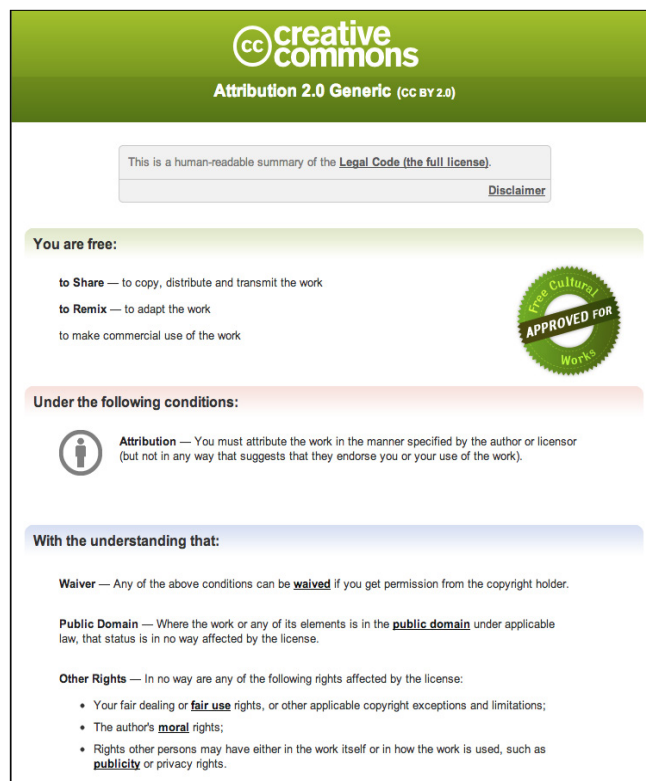 cc creative
commons
Attribution 2.0 Generic (CC BY 2.0)
This is a human-readable summary of the Legal Code (the full license).
Disclaimer
You are free:
to Share — to copy, distribute and transmit the work
to Remix — to adapt the work
to make commercial use of the work
Free Cultural
APPROVED FOR
Works
Under the following conditions:
Attribution — You must attribute the work in the manner specified by the author or licensor
(but not in any way that suggests that they endorse you or your use of the work).
With the understanding that:
Waiver — Any of the above conditions can be waived if you get permission from the copyright holder.
Public Domain — Where the work or any of its elements is in the public domain under applicable
law, that status is in no way affected by the license.
Other Rights — In no way are any of the following rights affected by the license:
• Your fair dealing or fair use rights, or other applicable copyright exceptions and limitations;
• The author's moral rights;
• Rights other persons may have either in the work itself or in how the work is used, such as
publicity or privacy rights.